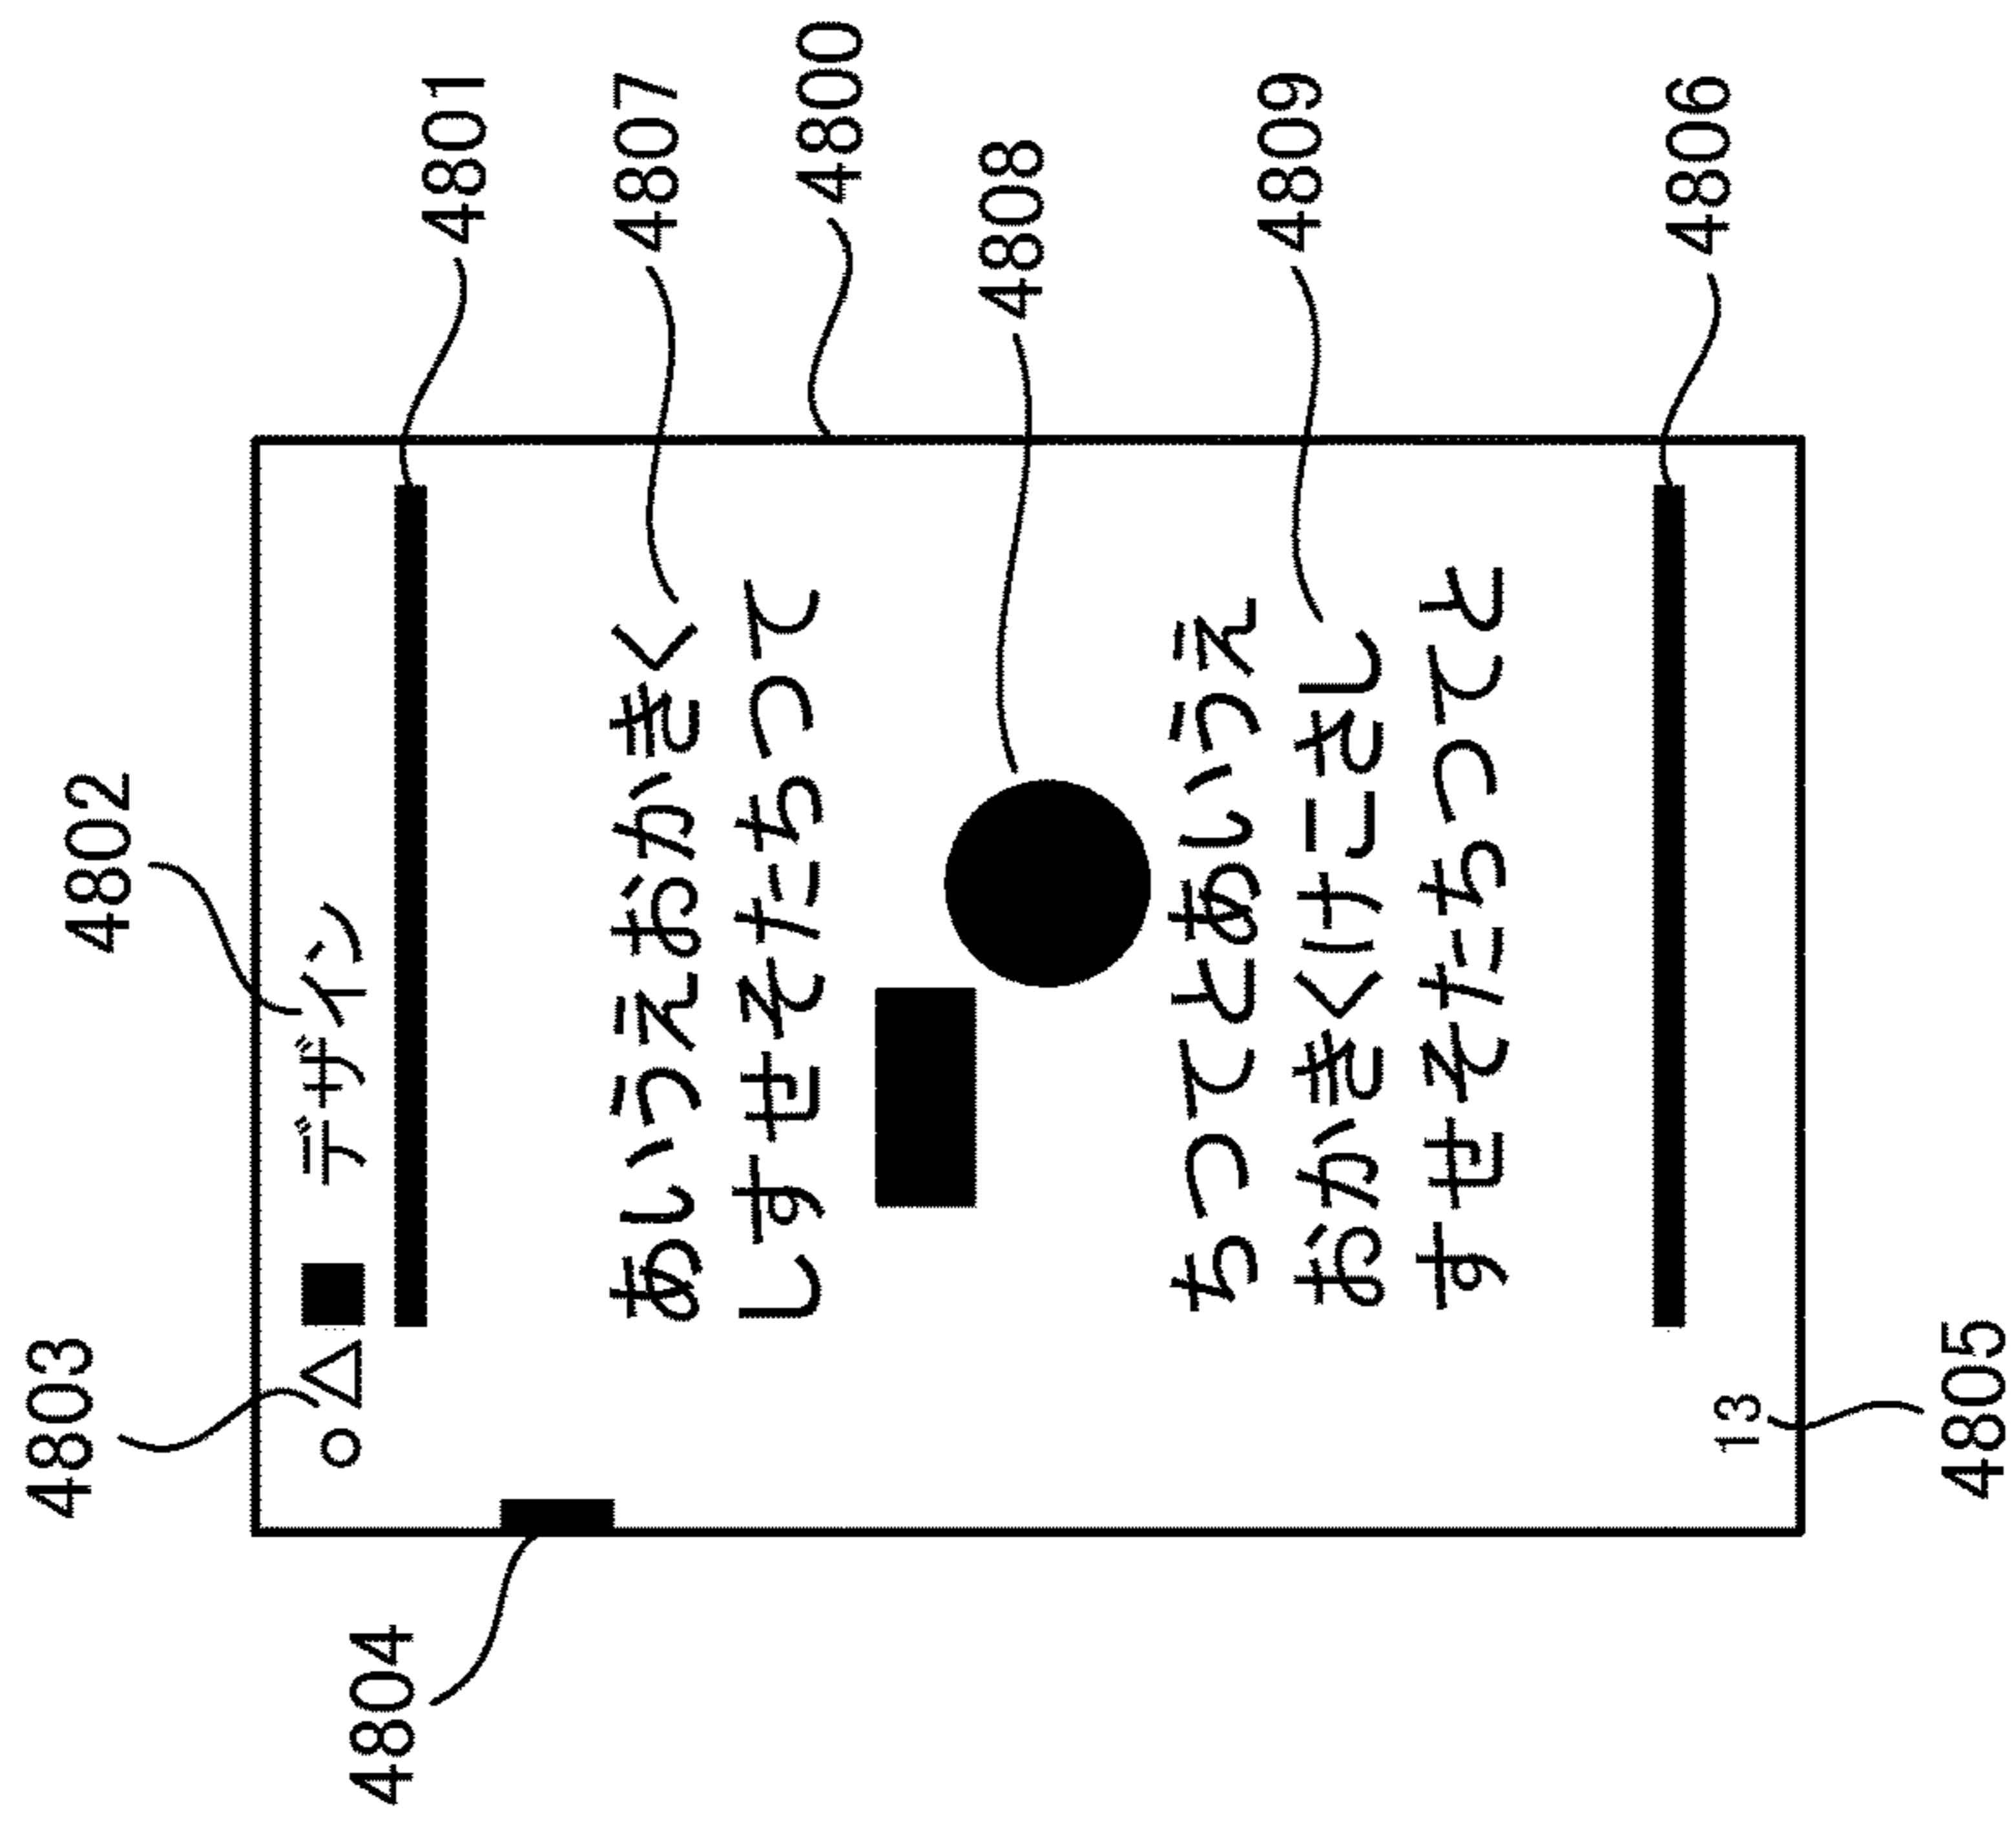 4803
4802
○△■ デザイン
4804
4801
あいうえおかきく
4807
しすせそたちつて
4800
4808
ちつてとあいうえ
おかきくけこさし
4809
すせそたちつてと
4806
13
4805